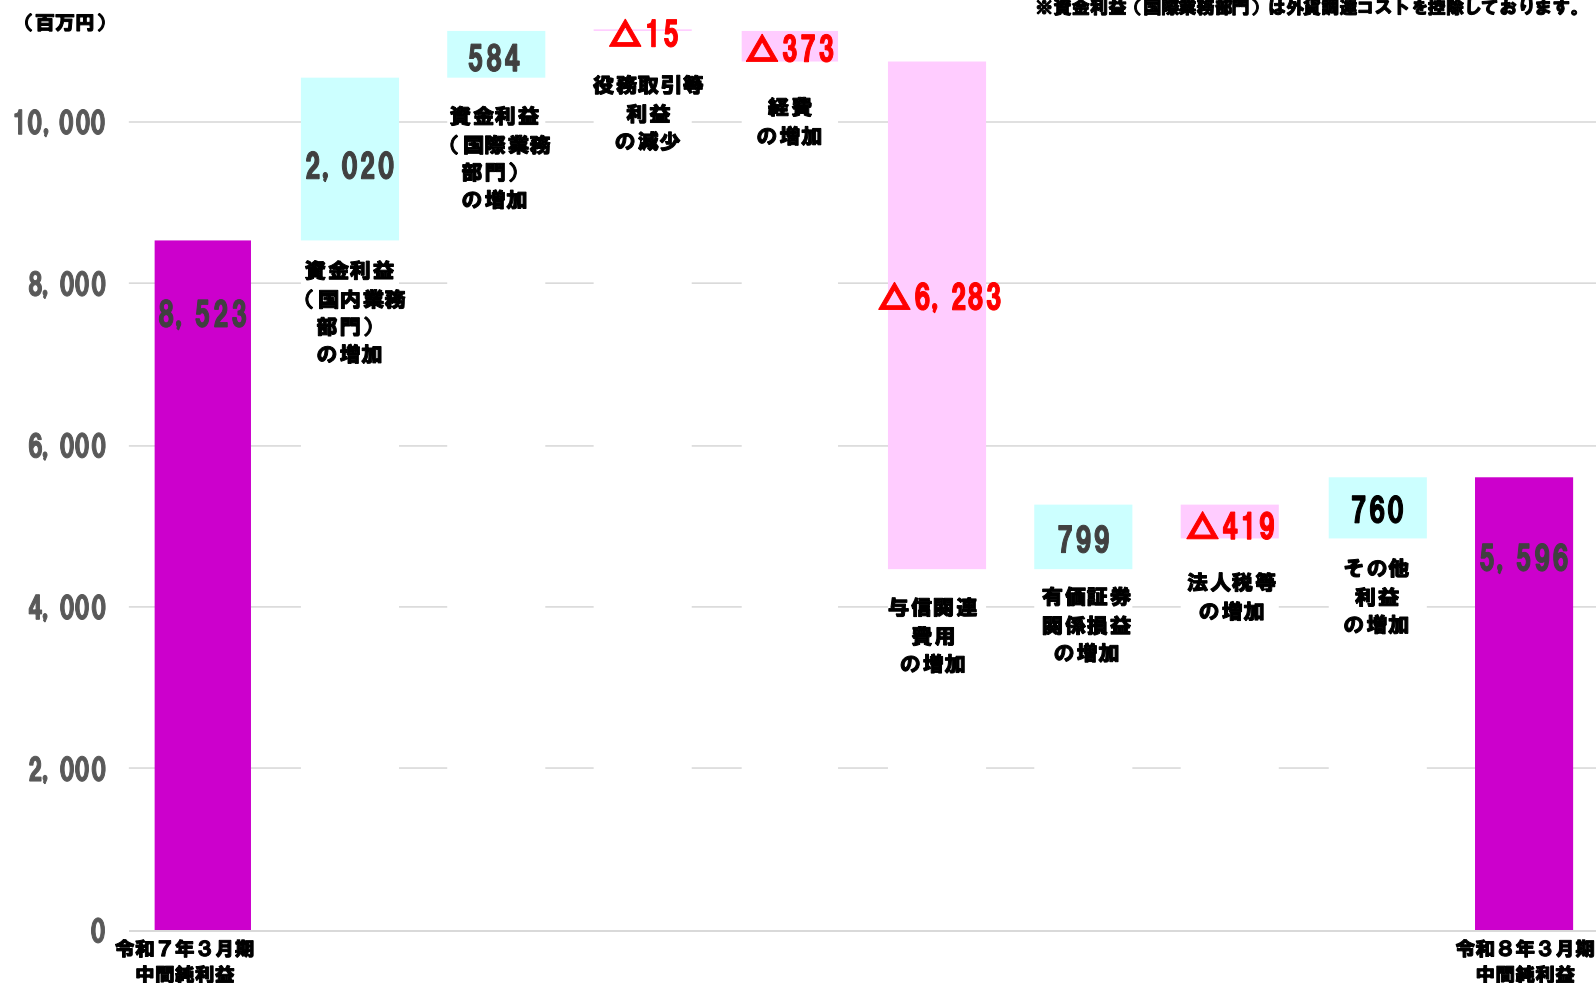 （百万円）
※資金利益（国際業務部門）は外貨調達コストを控除しております。
10,000
8,000
6,000
4,000
2,000
0
8,523
令和７年３月期
中間純利益
2,020
資金利益
（国内業務
部門）
の増加
584
資金利益
（国際業務
部門）
の増加
△15
役務取引等
利益
の減少
△373
経費
の増加
△6,283
与信関連
費用
の増加
799
有価証券
関係損益
の増加
△419
法人税等
の増加
760
その他
利益
の増加
5,596
令和８年３月期
中間純利益